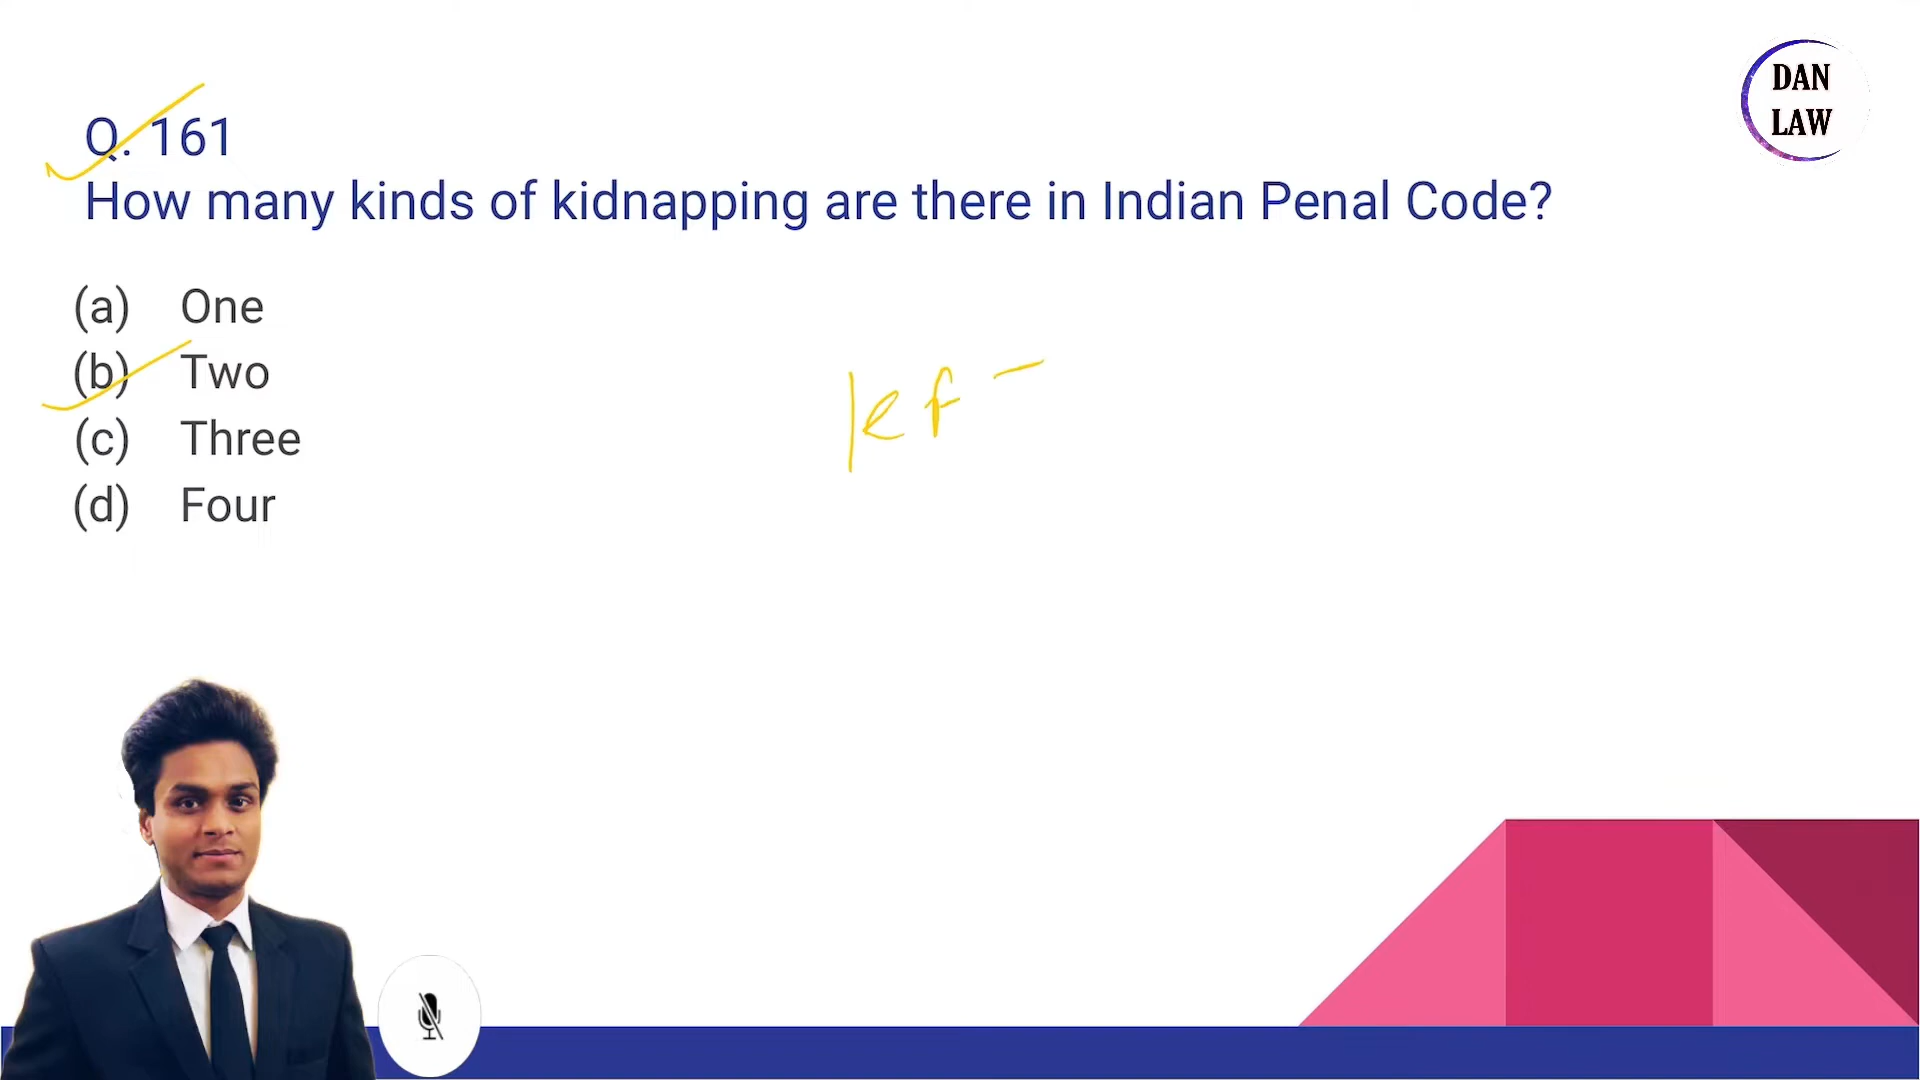 DAN
LAW
Q. 161
How many kinds of kidnapping are there in Indian Penal Code?
(a) One
(b) Two
(c) Three
(d) Four